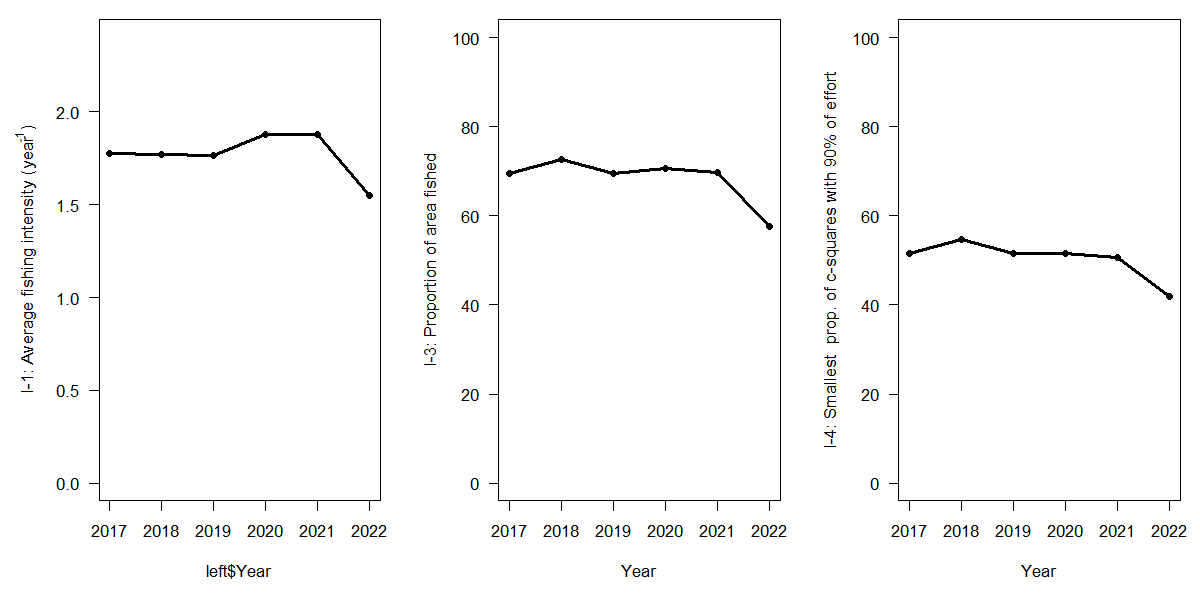 I-1: Average fishing intensity (year-1)
2.0
1.5
1.0
0.5
0.0
2017 2018 2019 2020 2021 2022
left$Year
I-3: Proportion of area fished
100
80
60
40
20
0
2017 2018 2019 2020 2021 2022
Year
I-4: Smallest  prop. of c-squares with 90% of effort
100
80
60
40
20
0
2017 2018 2019 2020 2021 2022
Year